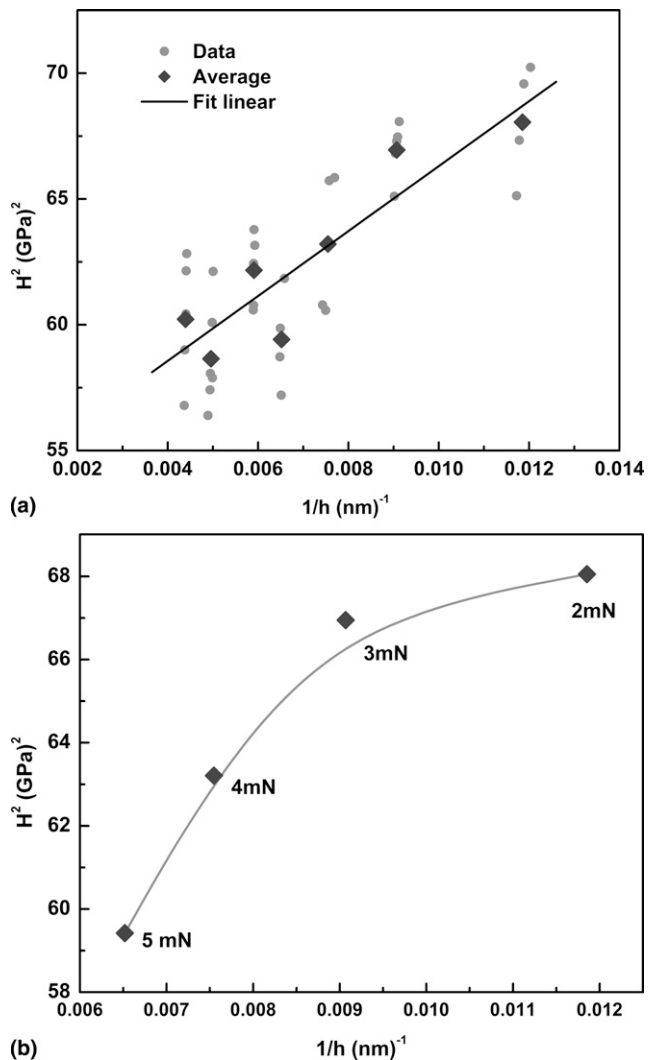 Data
Average
Fit linear
H² (GPa)²
70
65
60
55
0.002 0.004 0.006 0.008 0.010 0.012 0.014
1/h (nm)⁻¹
(a)
H² (GPa)²
68
66
64
62
60
58
2mN
3mN
4mN
5 mN
0.006 0.007 0.008 0.009 0.010 0.011 0.012
1/h (nm)⁻¹
(b)